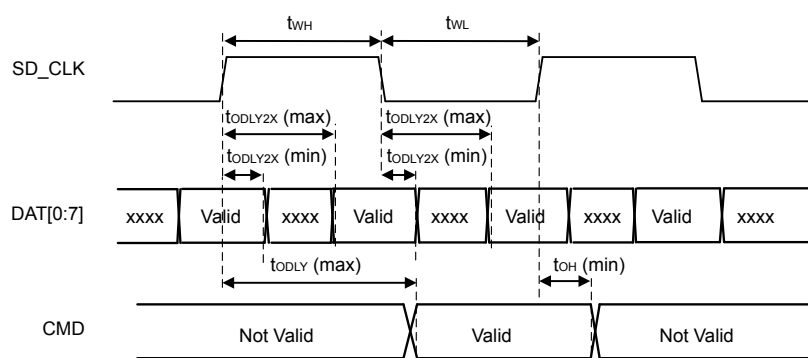 tWH tWL
SD_CLK
tODLY2X (max) tODLY2X (max)
tODLY2X (min) tODLY2X (min)
DAT[0:7] xxxx Valid xxxx Valid xxxx Valid xxxx Valid xxxx
tODLY (max) tOH (min)
CMD Not Valid Valid Not Valid